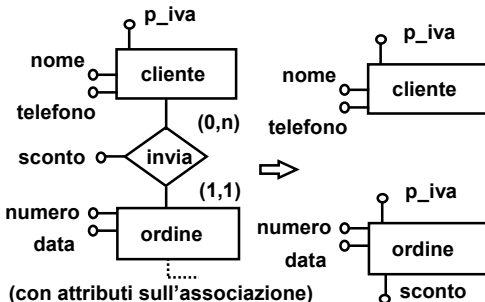 p_iva
nome
cliente
telefono
(0,n)
sconto
invia
(1,1)
numero
data
ordine
(con attributi sull'associazione)
p_iva
nome
cliente
telefono
p_iva
numero
data
ordine
sconto